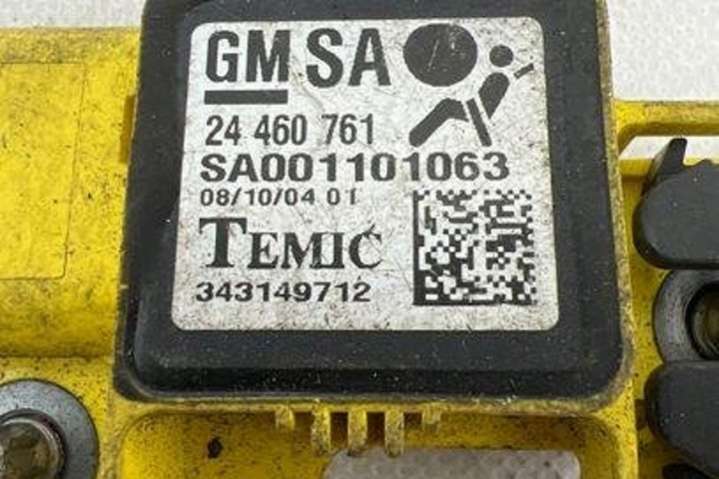 GM SA
24 460 761
SA001101063
08/10/04 01
TEMIC
343149712